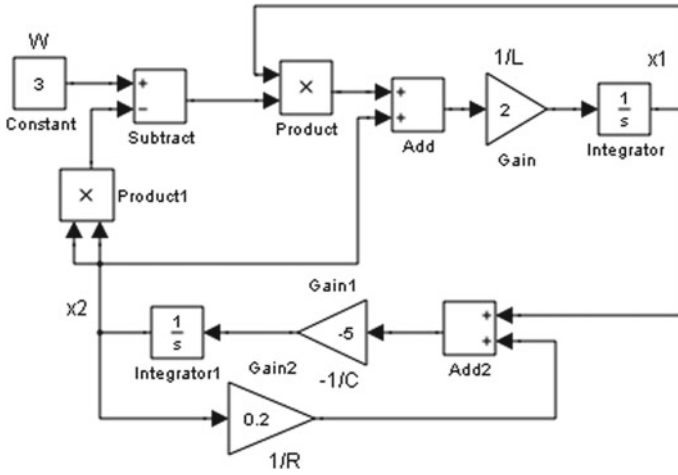 W
3
+
−
Constant
Subtract
×
Product
+
+
Add
1/L
2
Gain
x1
1
s
Integrator
×
Product1
x2
1
s
Integrator1
Gain1
-5
-1/C
+
+
Add2
Gain2
0.2
1/R